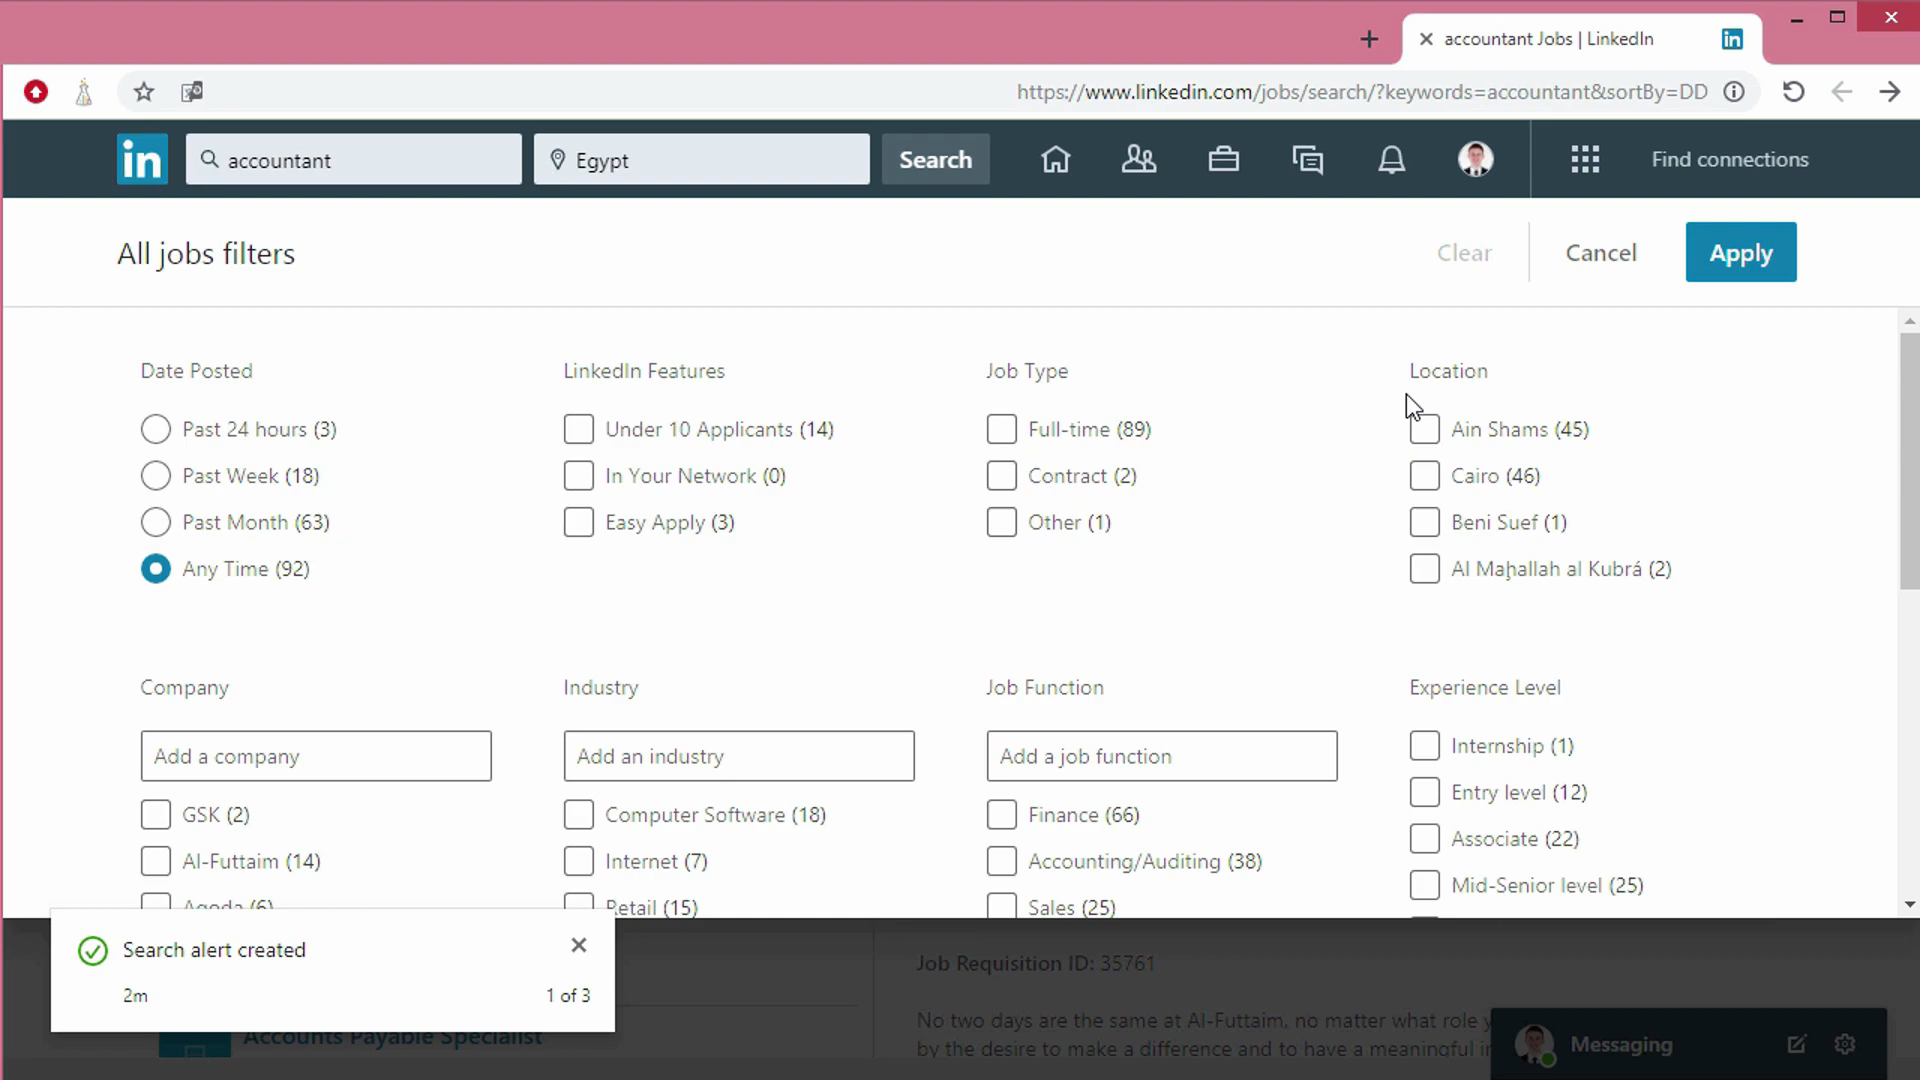 accountant Jobs | LinkedIn
in
https://www.linkedin.com/jobs/search/?keywords=accountant&sortBy=DD
in
accountant
Egypt
Search
Find connections
All jobs filters
Clear
Cancel
Apply
Date Posted
Past 24 hours (3)
Past Week (18)
Past Month (63)
Any Time (92)
LinkedIn Features
Under 10 Applicants (14)
In Your Network (0)
Easy Apply (3)
Job Type
Full-time (89)
Contract (2)
Other (1)
Location
Ain Shams (45)
Cairo (46)
Beni Suef (1)
Al Maḩallah al Kubrá (2)
Company
Add a company
GSK (2)
Al-Futtaim (14)
Agoda (6)
Industry
Add an industry
Computer Software (18)
Internet (7)
Retail (15)
Job Function
Add a job function
Finance (66)
Accounting/Auditing (38)
Sales (25)
Experience Level
Internship (1)
Entry level (12)
Associate (22)
Mid-Senior level (25)
Search alert created
2m
1 of 3
Accounts Payable Specialist
Job Requisition ID: 35761
No two days are the same at Al-Futtaim, no matter what role
by the desire to make a difference and to have a meaningful
Messaging